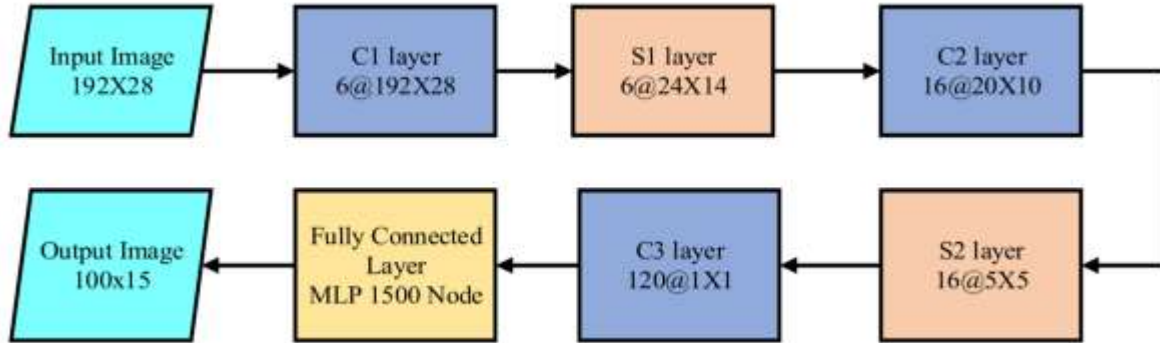 Input Image
192X28
C1 layer
6@192X28
S1 layer
6@24X14
C2 layer
16@20X10
Output Image
100x15
Fully Connected
Layer
MLP 1500 Node
C3 layer
120@1X1
S2 layer
16@5X5